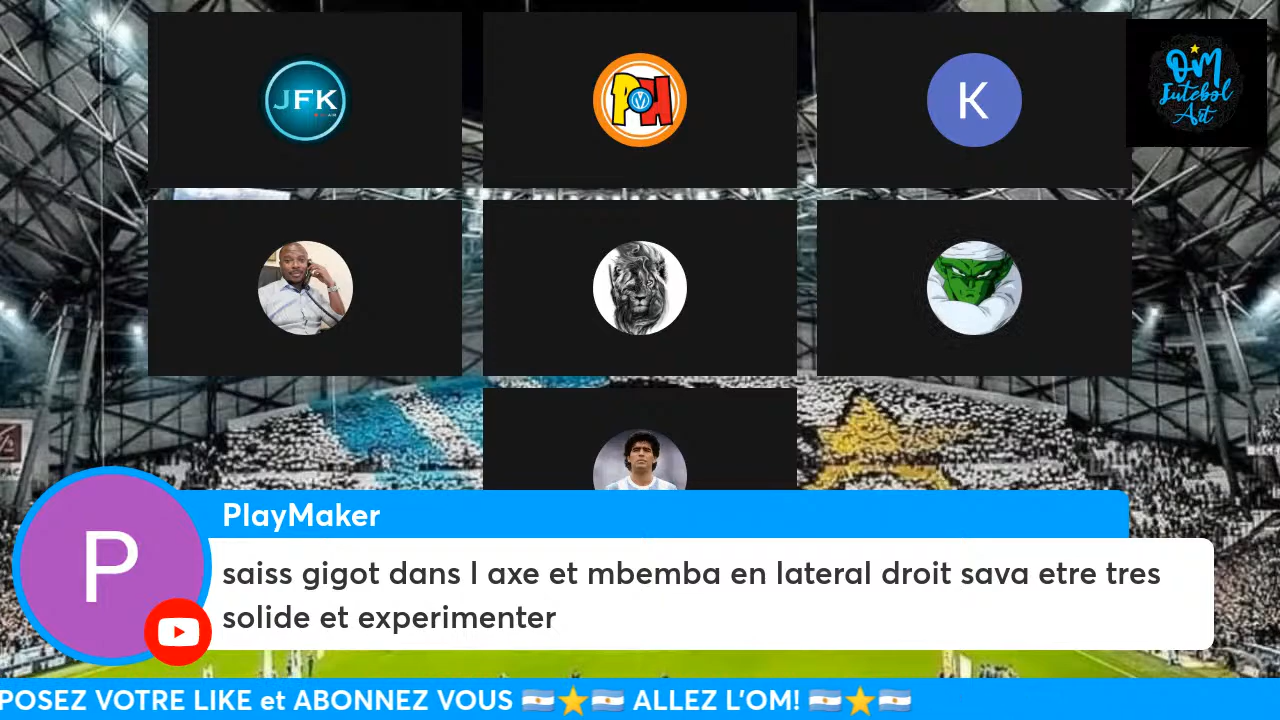 JFK
PH
K
OM
Futebol
Art
PlayMaker
P
saiss gigot dans l axe et mbemba en lateral droit sava etre tres
solide et experimenter
POSEZ VOTRE LIKE et ABONNEZ VOUS 🇦🇷⭐🇦🇷 ALLEZ L'OM! 🇦🇷⭐🇦🇷